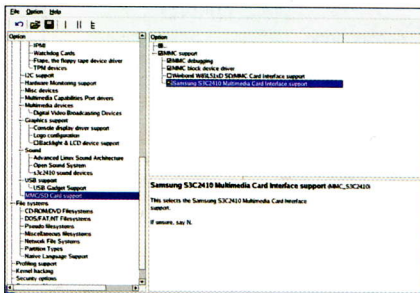 File Option Help
Option
IPMI
Watchdog Cards
Ftape, the floppy tape device driver
TPM devices
I2C support
Hardware Monitoring support
Misc devices
Multimedia Capabilities Port drivers
Multimedia devices
Digital Video Broadcasting Devices
Graphics support
Console display driver support
Logo configuration
Backlight & LCD device support
Sound
Advanced Linux Sound Architecture
Open Sound System
s3c2410 sound devices
USB support
USB Gadget Support
MMC/SD Card support
File systems
CD-ROM/DVD Filesystems
DOS/FAT/NT Filesystems
Pseudo filesystems
Miscellaneous filesystems
Network File Systems
Partition Types
Native Language Support
Profiling support
Kernel hacking
Security options
Option
..
MMC support
MMC debugging
MMC block device driver
Winbond W83L51xD SD/MMC Card Interface support
Samsung S3C2410 Multimedia Card Interface support
Samsung S3C2410 Multimedia Card Interface support (MMC_S3C2410)
This selects the Samsung S3C2410 Multimedia Card Interface
support.
If unsure, say N.